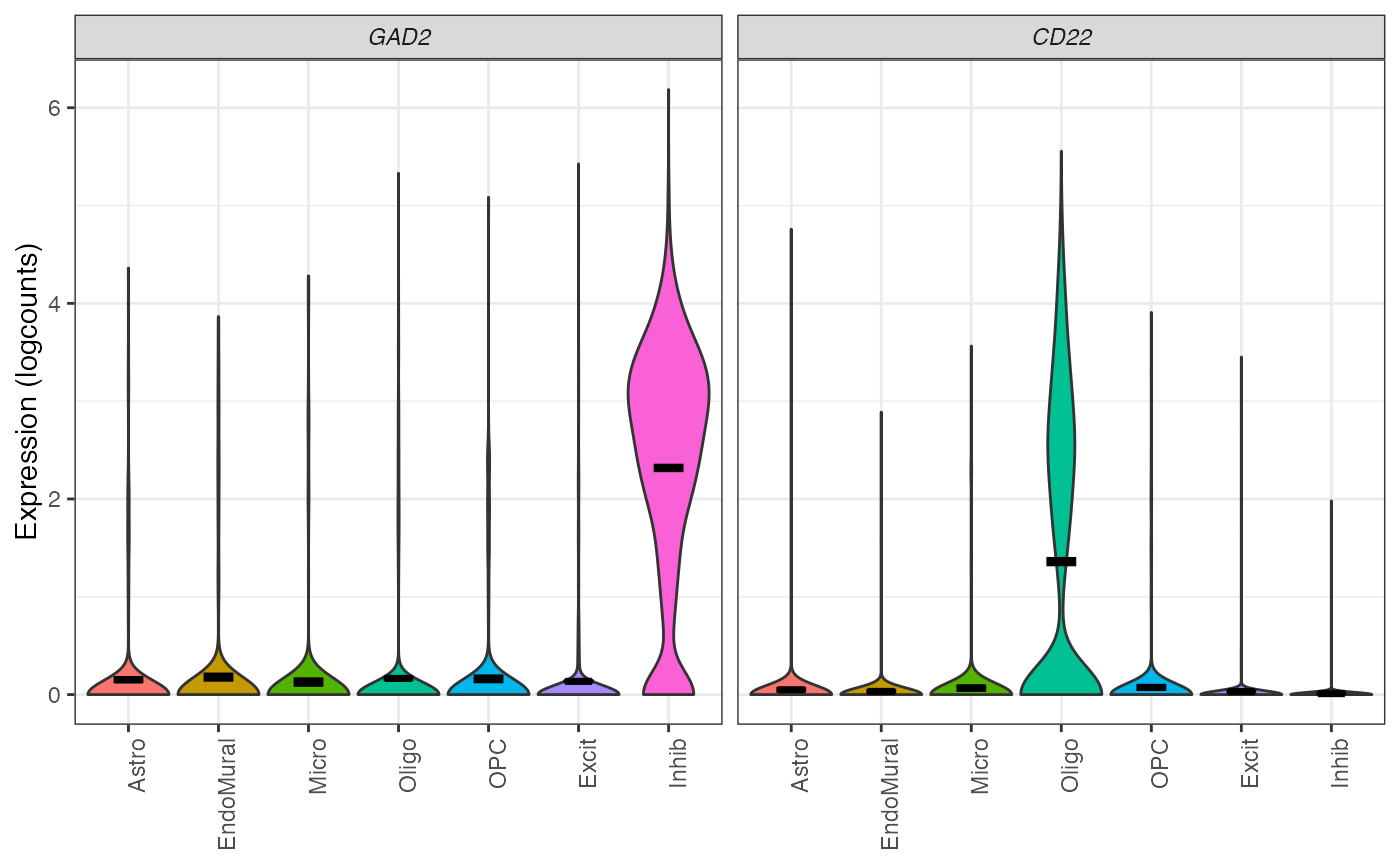 GAD2
CD22
Expression (logcounts)
6
4
2
0
Astro
EndoMural
Micro
Oligo
OPC
Excit
Inhib
Astro
EndoMural
Micro
Oligo
OPC
Excit
Inhib